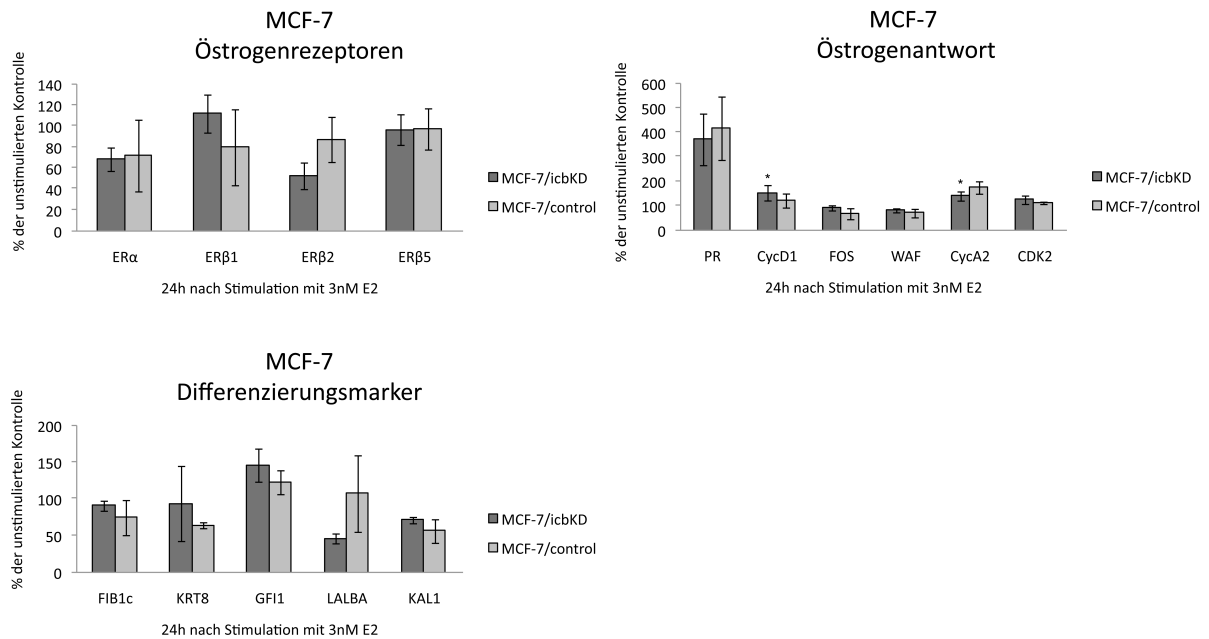 MCF-7
Östrogenrezeptoren
% der unstimulierten Kontrolle
140
120
100
80
60
40
20
0
ERα
ERβ1
ERβ2
ERβ5
24h nach Stimulation mit 3nM E2
MCF-7/icbKD
MCF-7/control
MCF-7
Östrogenantwort
% der unstimulierten Kontrolle
600
500
400
300
200
100
0
*
*
PR
CycD1
FOS
WAF
CycA2
CDK2
24h nach Stimulation mit 3nM E2
MCF-7/icbKD
MCF-7/control
MCF-7
Differenzierungsmarker
% der unstimulierten Kontrolle
200
150
100
50
0
FIB1c
KRT8
GFI1
LALBA
KAL1
24h nach Stimulation mit 3nM E2
MCF-7/icbKD
MCF-7/control